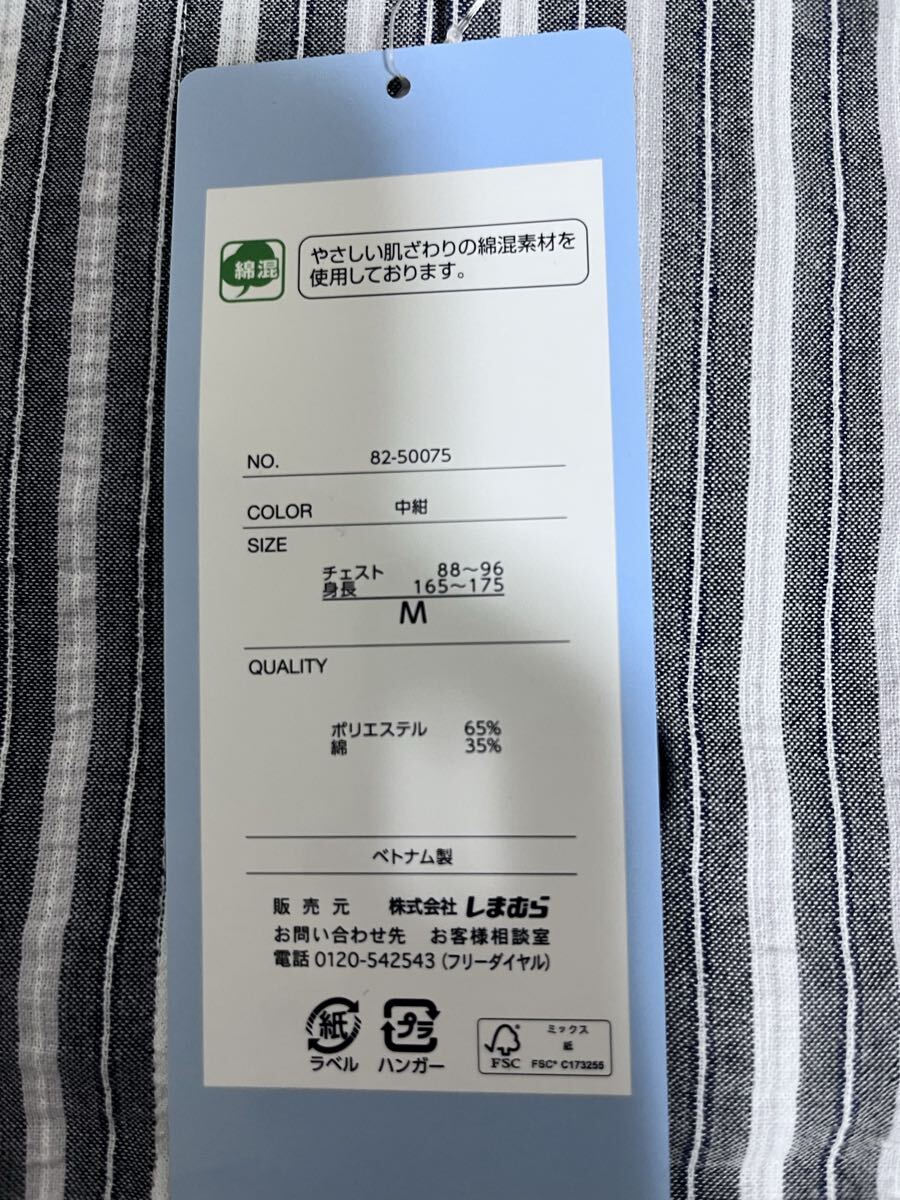 綿混
やさしい肌ざわりの綿混素材を
使用しております。
NO. 82-50075
COLOR 中紺
SIZE
チェスト 88～96
身長 165～175
M
QUALITY
ポリエステル 65%
綿 35%
ベトナム製
販売元 株式会社 しまむら
お問い合わせ先 お客様相談室
電話 0120-542543 (フリーダイヤル)
紙 プラ
ラベル ハンガー
ミックス
紙
FSC FSC® C173255